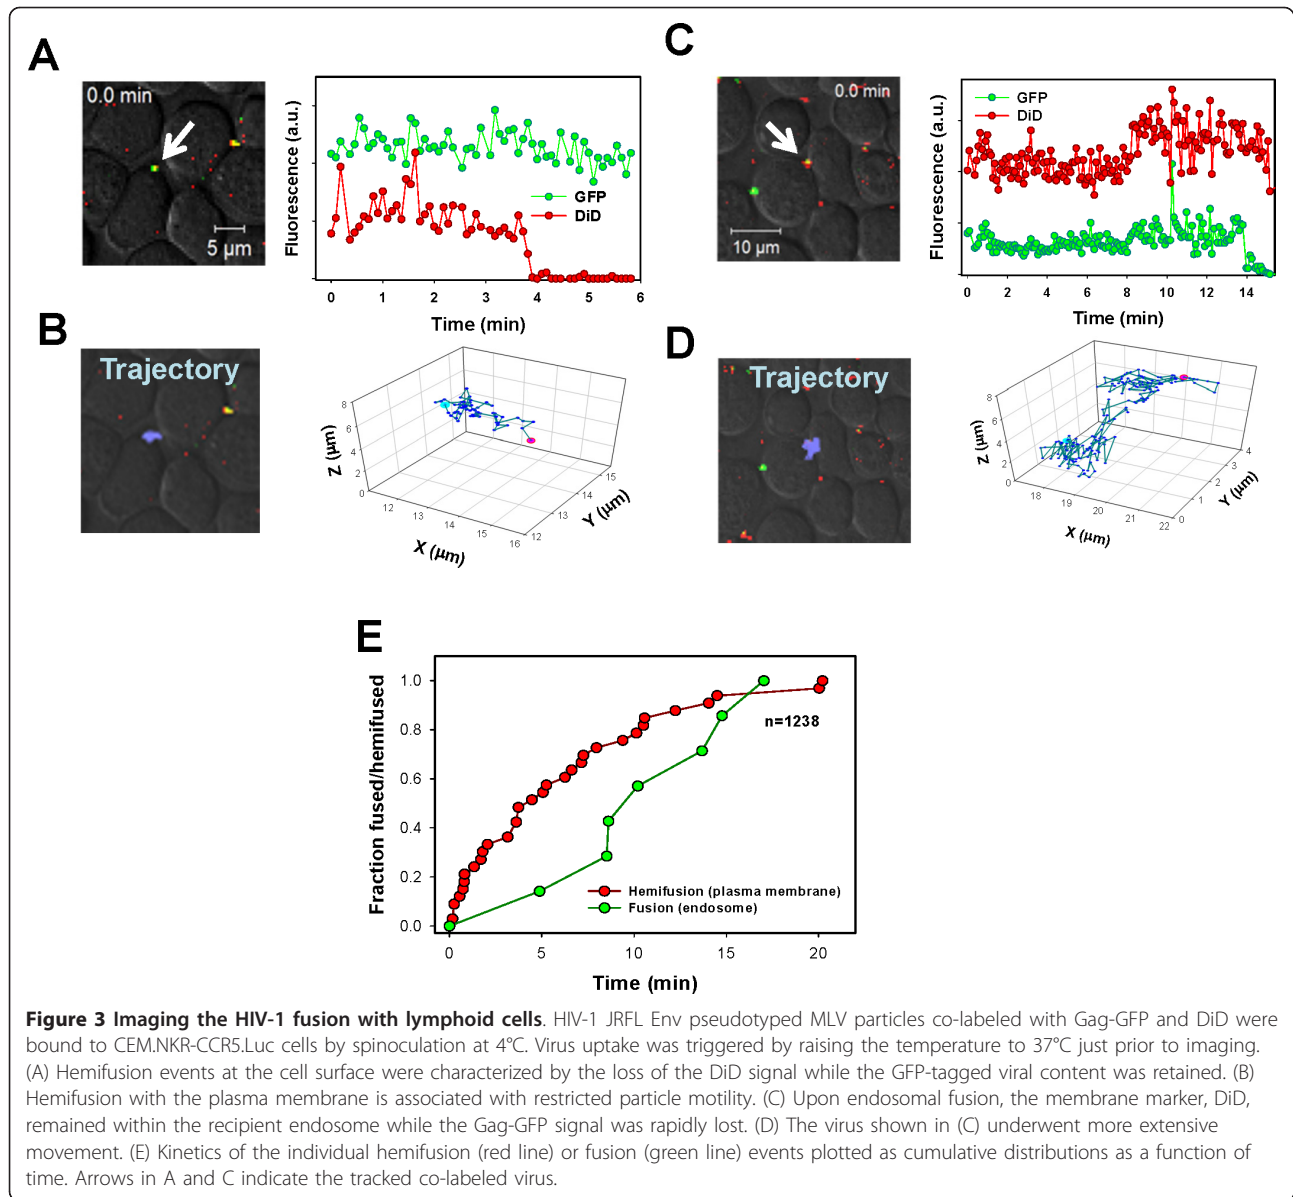 A
0.0 min
5 μm
Fluorescence (a.u.)
GFP
DiD
0 1 2 3 4 5 6
Time (min)
C
0.0 min
10 μm
Fluorescence (a.u.)
GFP
DiD
0 2 4 6 8 10 12 14
Time (min)
B
Trajectory
8
6
4
2
0
Z (μm)
12 13 14 15 16
X (μm)
12
13
14
15
Y (μm)
D
Trajectory
8
6
4
2
0
Z (μm)
18 19 20 21 22
X (μm)
0
1
2
3
4
Y (μm)
E
Fraction fused/hemifused
1.0
0.8
0.6
0.4
0.2
0.0
n=1238
Hemifusion (plasma membrane)
Fusion (endosome)
0 5 10 15 20
Time (min)
Figure 3 Imaging the HIV-1 fusion with lymphoid cells. HIV-1 JRFL Env pseudotyped MLV particles co-labeled with Gag-GFP and DiD were
bound to CEM.NKR-CCR5.Luc cells by spinoculation at 4°C. Virus uptake was triggered by raising the temperature to 37°C just prior to imaging.
(A) Hemifusion events at the cell surface were characterized by the loss of the DiD signal while the GFP-tagged viral content was retained. (B)
Hemifusion with the plasma membrane is associated with restricted particle motility. (C) Upon endosomal fusion, the membrane marker, DiD,
remained within the recipient endosome while the Gag-GFP signal was rapidly lost. (D) The virus shown in (C) underwent more extensive
movement. (E) Kinetics of the individual hemifusion (red line) or fusion (green line) events plotted as cumulative distributions as a function of
time. Arrows in A and C indicate the tracked co-labeled virus.